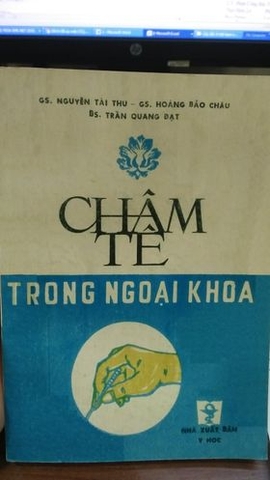 GS. NGUYỄN TÀI THU - GS. HOÀNG BẢO CHÂU
BS. TRẦN QUANG ĐẠT
CHÂM
TÊ
TRONG NGOẠI KHOA
NHÀ XUẤT BẢN
Y HỌC